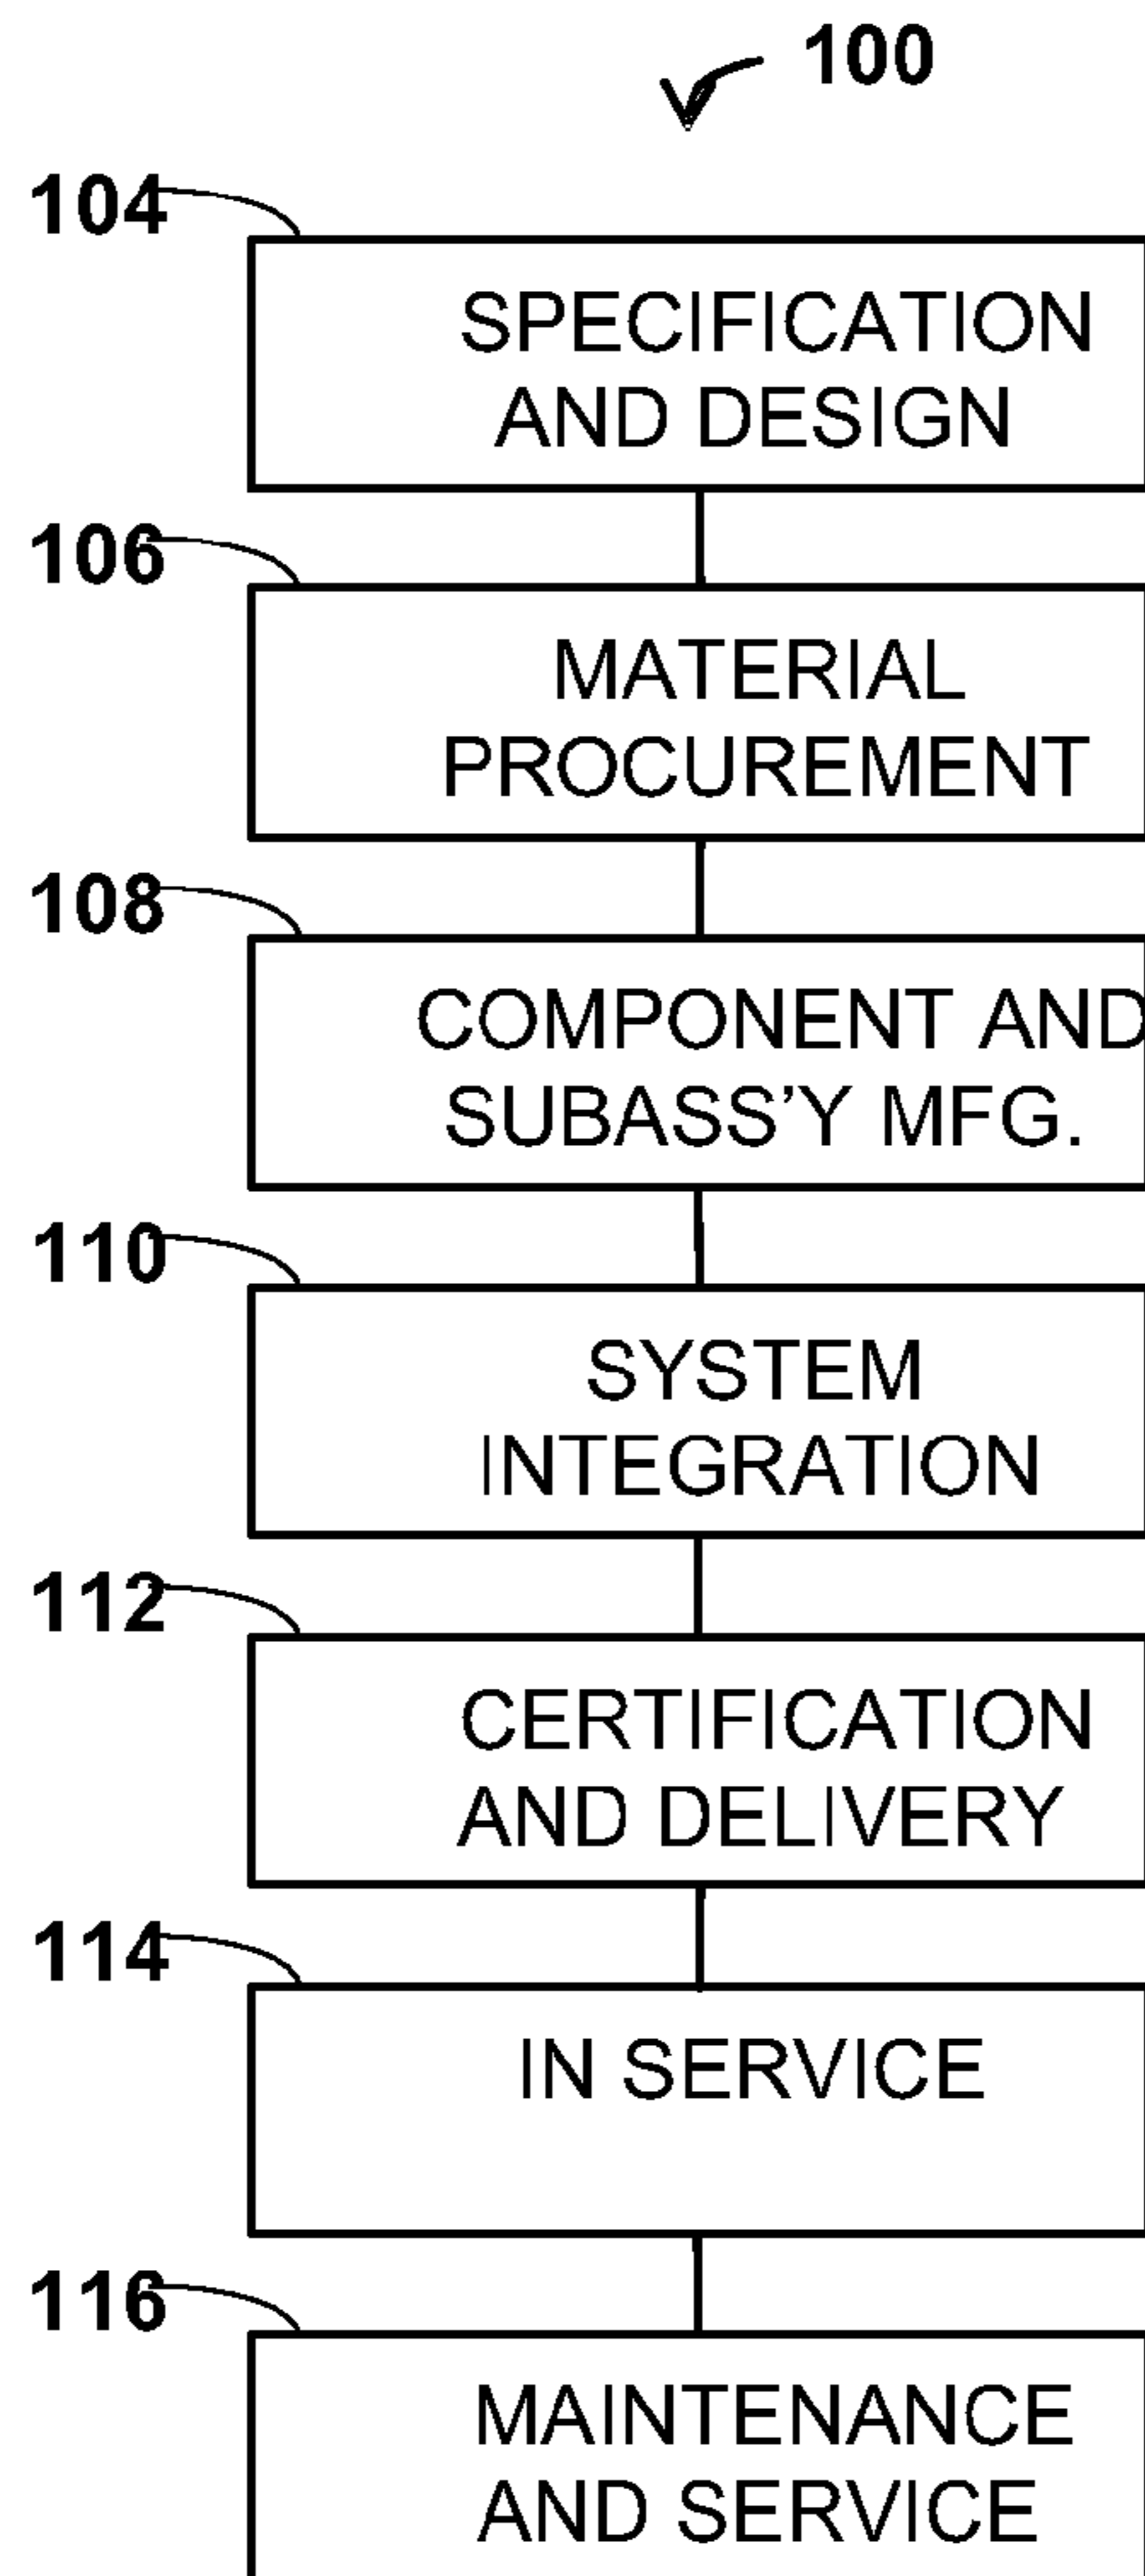 100
104
SPECIFICATION
AND DESIGN
106
MATERIAL
PROCUREMENT
108
COMPONENT AND
SUBASS’Y MFG.
110
SYSTEM
INTEGRATION
112
CERTIFICATION
AND DELIVERY
114
IN SERVICE
116
MAINTENANCE
AND SERVICE